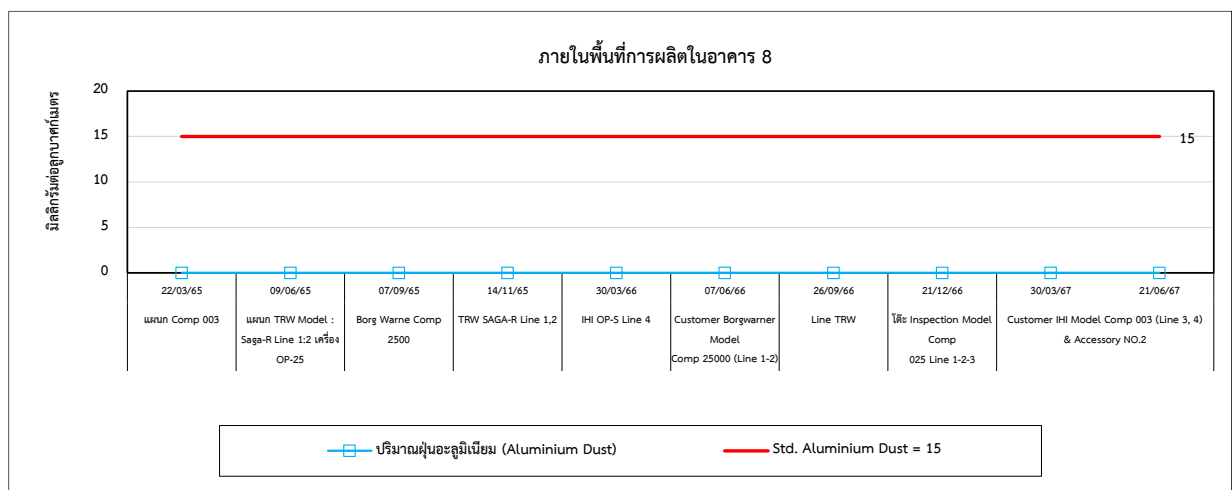 ภายในพื้นที่การผลิตในอาคาร 8
มิลลิกรัมต่อลูกบาศก์เมตร
20
15
10
5
0
15
22/03/65
09/06/65
07/09/65
14/11/65
30/03/66
07/06/66
26/09/66
21/12/66
30/03/67
21/06/67
แผนก Comp 003
แผนก TRW Model :
Saga-R Line 1:2 เครื่อง
OP-25
Borg Warne Comp
2500
TRW SAGA-R Line 1,2
IHI OP-S Line 4
Customer Borgwarner
Model
Comp 25000 (Line 1-2)
Line TRW
โต๊ะ Inspection Model
Comp
025 Line 1-2-3
Customer IHI Model Comp 003 (Line 3, 4)
& Accessory NO.2
ปริมาณฝุ่นอะลูมิเนียม (Aluminium Dust)
Std. Aluminium Dust = 15